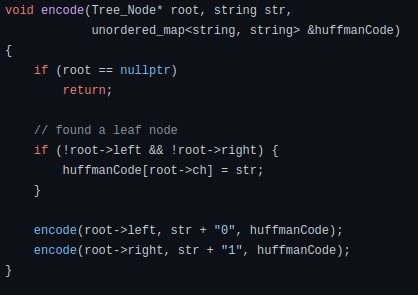 void encode(Tree_Node* root, string str,
            unordered_map<string, string> &huffmanCode)
{
    if (root == nullptr)
        return;

    // found a leaf node
    if (!root->left && !root->right) {
        huffmanCode[root->ch] = str;
    }

    encode(root->left, str + "0", huffmanCode);
    encode(root->right, str + "1", huffmanCode);
}